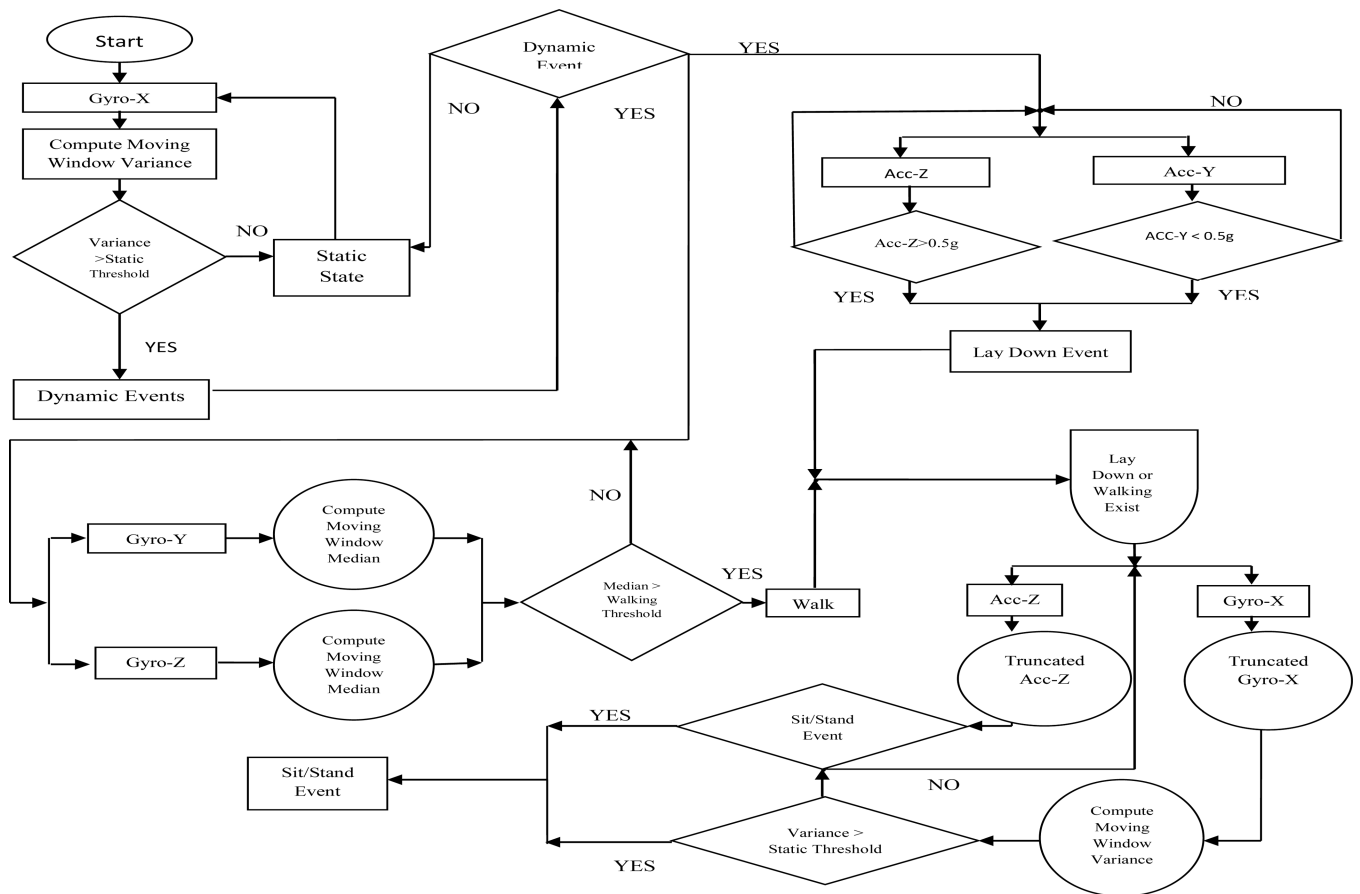 Start
Gyro-X
Compute Moving
Window Variance
Variance
>Static
Threshold
NO
Static
State
YES
Dynamic Events
Dynamic
Event
NO
YES
YES
NO
Acc-Z
Acc-Y
Acc-Z>0.5g
ACC-Y < 0.5g
YES
YES
Lay Down Event
Gyro-Y
Compute
Moving
Window
Median
Gyro-Z
Compute
Moving
Window
Median
NO
Median >
Walking
Threshold
YES
Walk
Lay
Down or
Walking
Exist
Acc-Z
Gyro-X
Truncated
Acc-Z
Truncated
Gyro-X
YES
Sit/Stand
Event
Sit/Stand
Event
NO
Variance >
Static Threshold
YES
Compute
Moving
Window
Variance